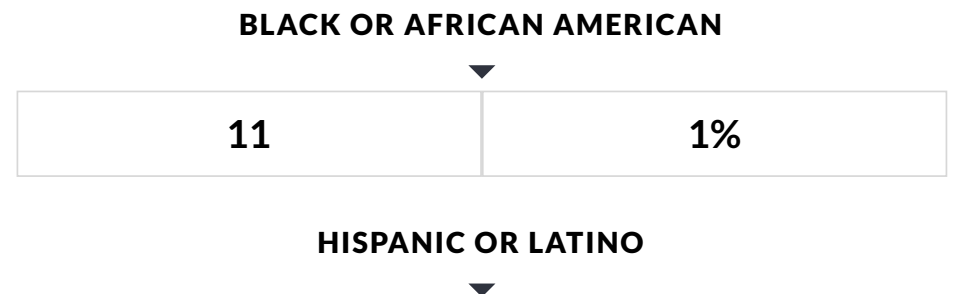 BLACK OR AFRICAN AMERICAN
11 1%
HISPANIC OR LATINO